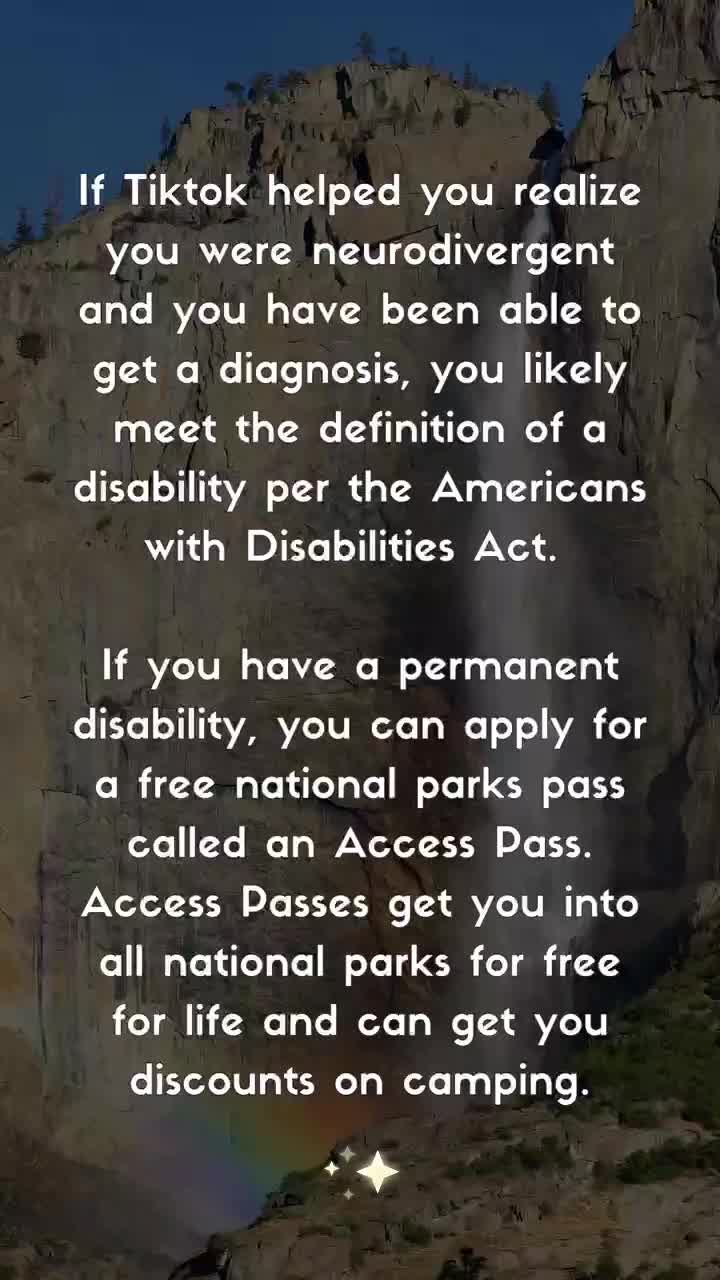 If Tiktok helped you realize
you were neurodivergent
and you have been able to
get a diagnosis, you likely
meet the definition of a
disability per the Americans
with Disabilities Act.
If you have a permanent
disability, you can apply for
a free national parks pass
called an Access Pass.
Access Passes get you into
all national parks for free
for life and can get you
discounts on camping.